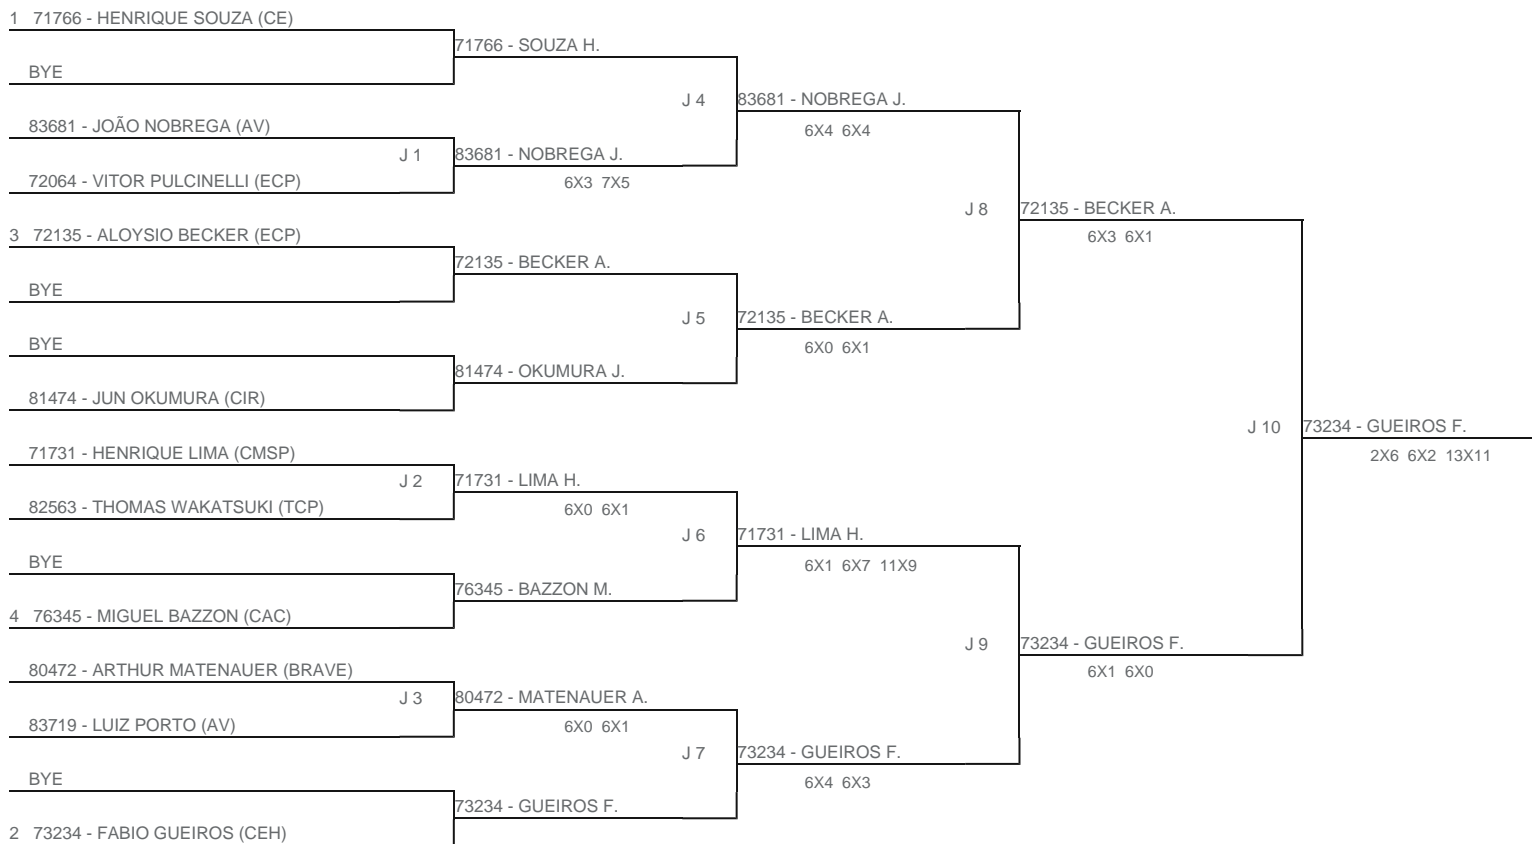 1 71766 - HENRIQUE SOUZA (CE)
71766 - SOUZA H.
BYE
J 4
83681 - NOBREGA J.
83681 - JOÃO NOBREGA (AV)
6X4 6X4
J 1
83681 - NOBREGA J.
72064 - VITOR PULCINELLI (ECP)
6X3 7X5
J 8
72135 - BECKER A.
3 72135 - ALOYSIO BECKER (ECP)
6X3 6X1
72135 - BECKER A.
BYE
J 5
72135 - BECKER A.
BYE
6X0 6X1
81474 - OKUMURA J.
81474 - JUN OKUMURA (CIR)
J 10
73234 - GUEIROS F.
71731 - HENRIQUE LIMA (CMSP)
2X6 6X2 13X11
J 2
71731 - LIMA H.
82563 - THOMAS WAKATSUKI (TCP)
6X0 6X1
J 6
71731 - LIMA H.
BYE
6X1 6X7 11X9
76345 - BAZZON M.
4 76345 - MIGUEL BAZZON (CAC)
J 9
73234 - GUEIROS F.
80472 - ARTHUR MATENAUER (BRAVE)
6X1 6X0
J 3
80472 - MATENAUER A.
83719 - LUIZ PORTO (AV)
6X0 6X1
J 7
73234 - GUEIROS F.
BYE
6X4 6X3
73234 - GUEIROS F.
2 73234 - FABIO GUEIROS (CEH)